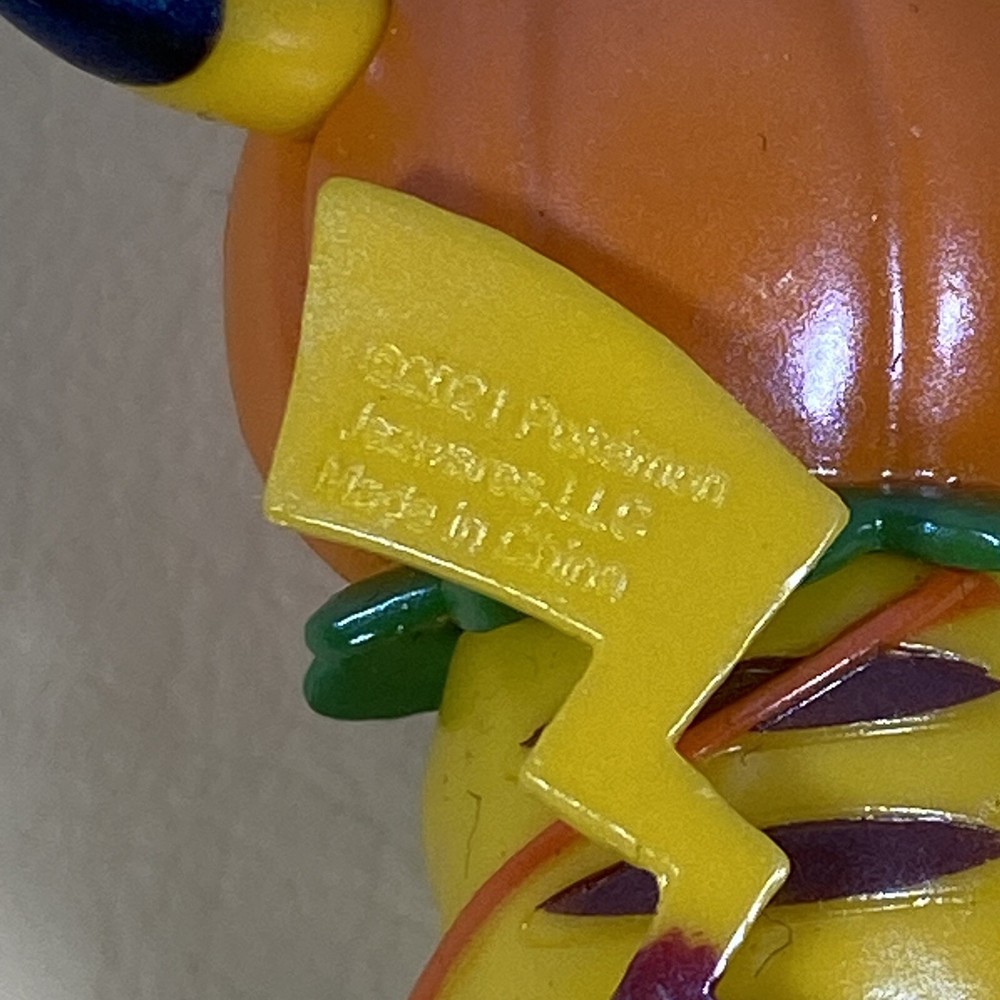 ©2021 Pokémon
Jazwares, LLC
Made in China